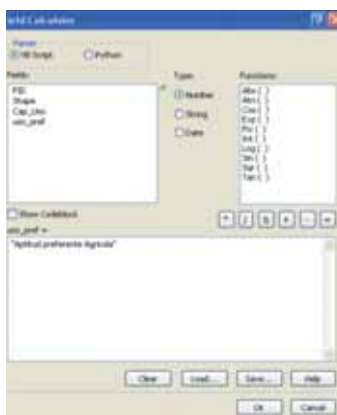 Field Calculator
Parser
VB Script
Python
Fields:
Type:
Functions:
FID
Shape
Cap_Uso
uso_pref
Number
String
Date
Abs ( )
Atn ( )
Cos ( )
Exp ( )
Fix ( )
Int ( )
Log ( )
Sin ( )
Sqr ( )
Tan ( )
Show Codeblock
* / & + - =
uso_pref =
"Aptitud preferente Agrícola"
Clear
Load...
Save...
Help
OK
Cancel